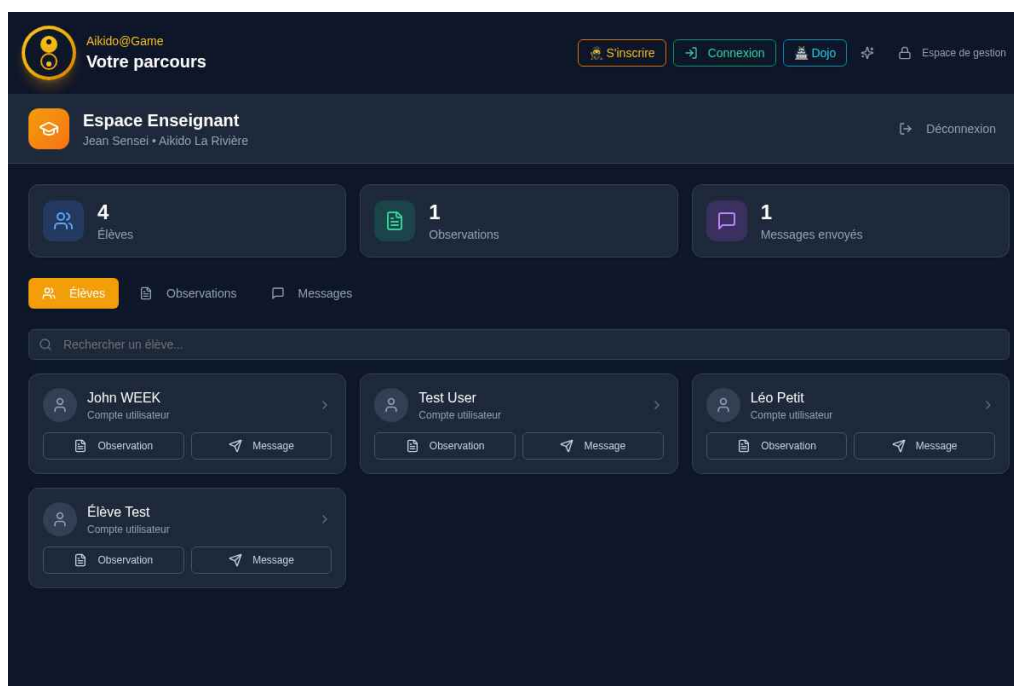 Aikido@Game
Votre parcours
🥷 S'inscrire
Connexion
🏯 Dojo
Espace de gestion
Espace Enseignant
Jean Sensei • Aikido La Rivière
Déconnexion
4
Élèves
1
Observations
1
Messages envoyés
Élèves
Observations
Messages
Rechercher un élève...
John WEEK
Compte utilisateur
Observation
Message
Test User
Compte utilisateur
Observation
Message
Léo Petit
Compte utilisateur
Observation
Message
Élève Test
Compte utilisateur
Observation
Message